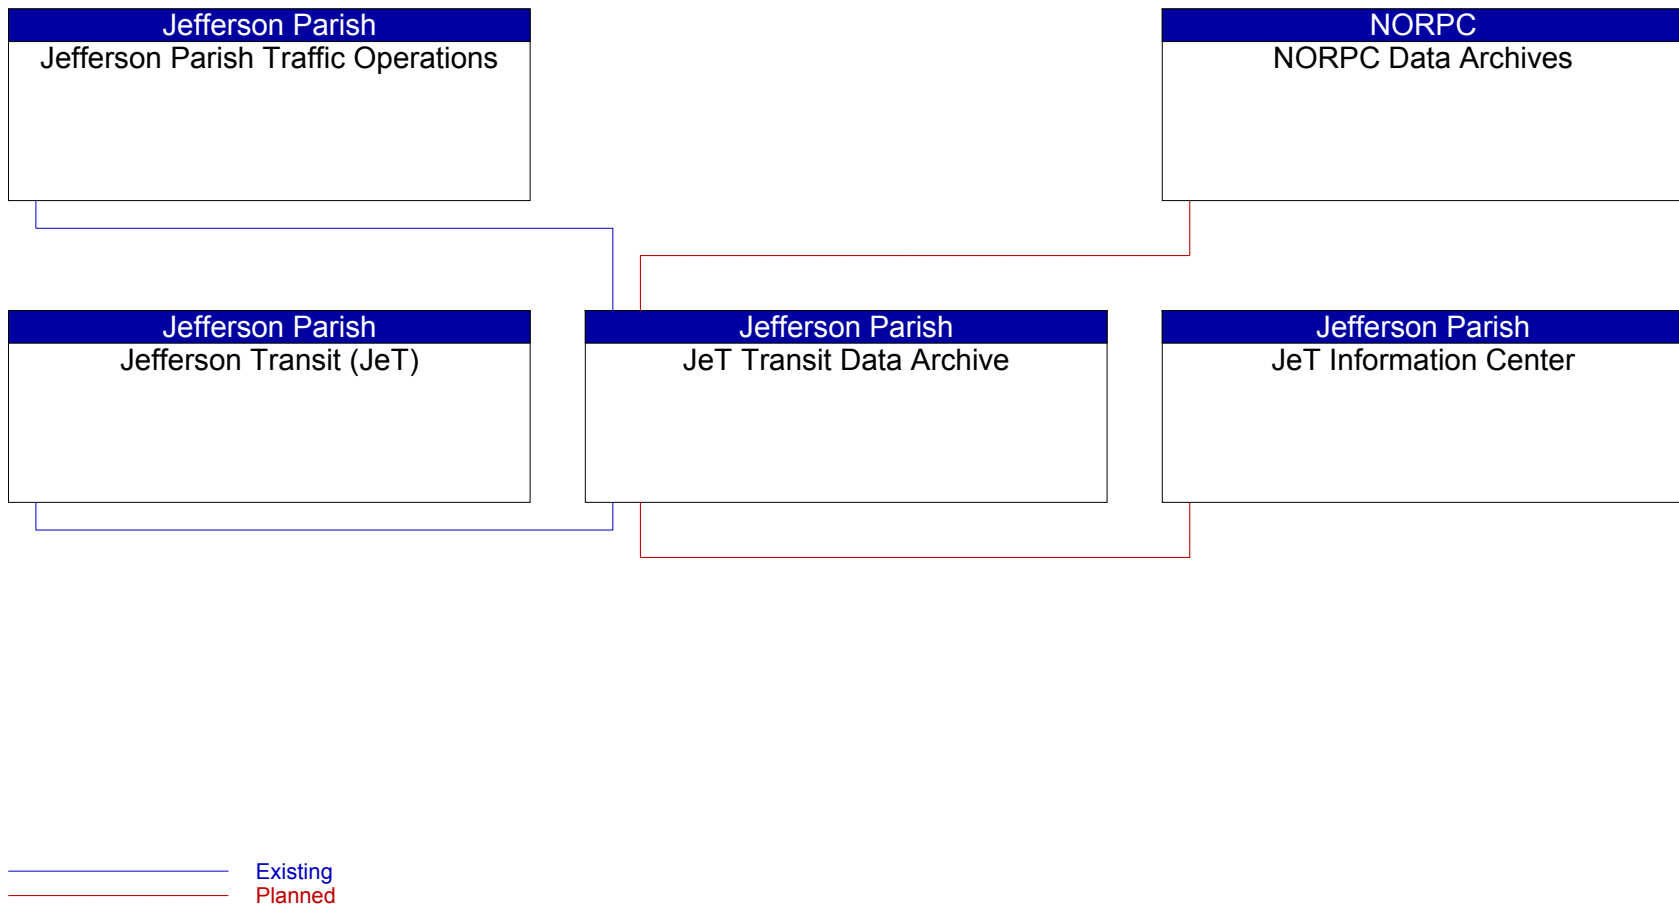 Jefferson Parish
Jefferson Parish Traffic Operations
NORPC
NORPC Data Archives
Jefferson Parish
Jefferson Transit (JeT)
Jefferson Parish
JeT Transit Data Archive
Jefferson Parish
JeT Information Center
Existing
Planned